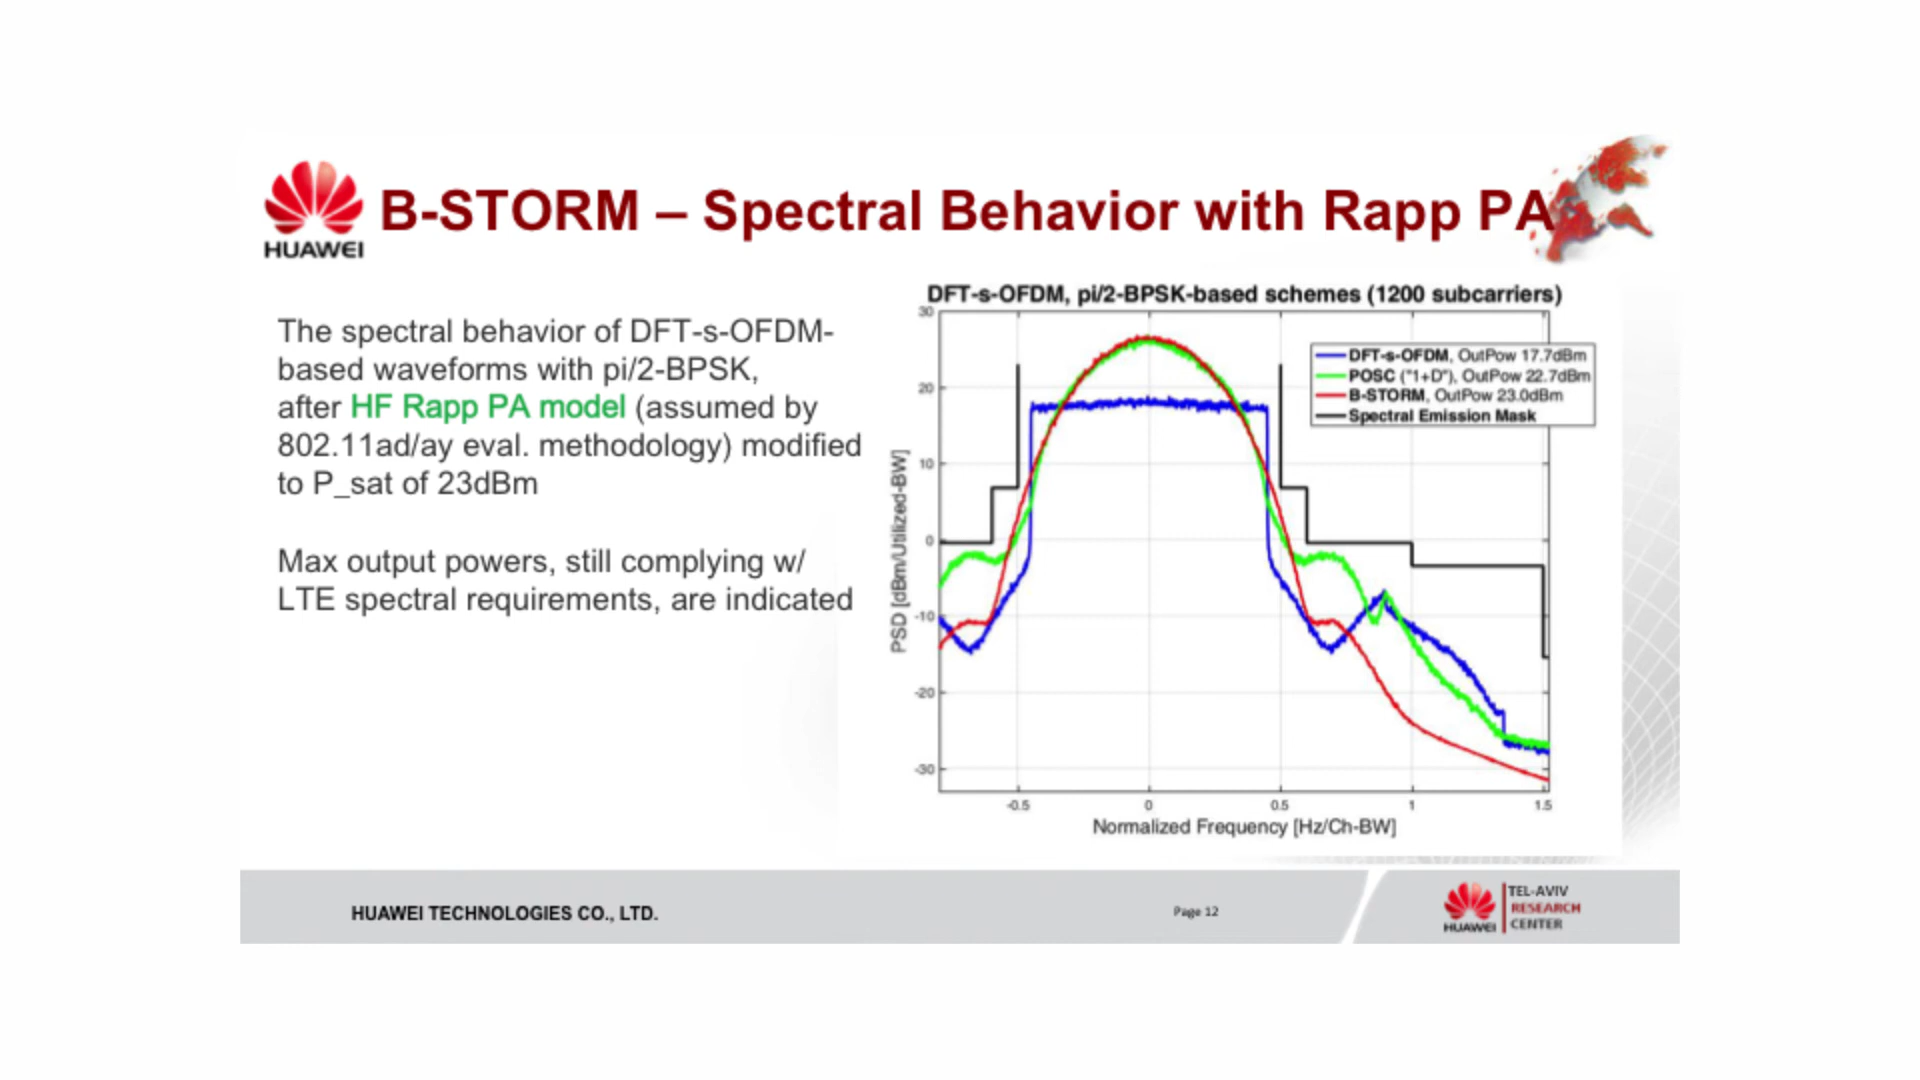 HUAWEI
B-STORM – Spectral Behavior with Rapp PA
The spectral behavior of DFT-s-OFDM-
based waveforms with pi/2-BPSK,
after HF Rapp PA model (assumed by
802.11ad/ay eval. methodology) modified
to P_sat of 23dBm
Max output powers, still complying w/
LTE spectral requirements, are indicated
DFT-s-OFDM, pi/2-BPSK-based schemes (1200 subcarriers)
DFT-s-OFDM, OutPow 17.7dBm
POSC ("1+D"), OutPow 22.7dBm
B-STORM, OutPow 23.0dBm
Spectral Emission Mask
PSD [dBm/Utilized-BW]
30
20
10
0
-10
-20
-30
-0.5 0 0.5 1 1.5
Normalized Frequency [Hz/Ch-BW]
HUAWEI TECHNOLOGIES CO., LTD.
Page 12
HUAWEI
TEL-AVIV
RESEARCH
CENTER